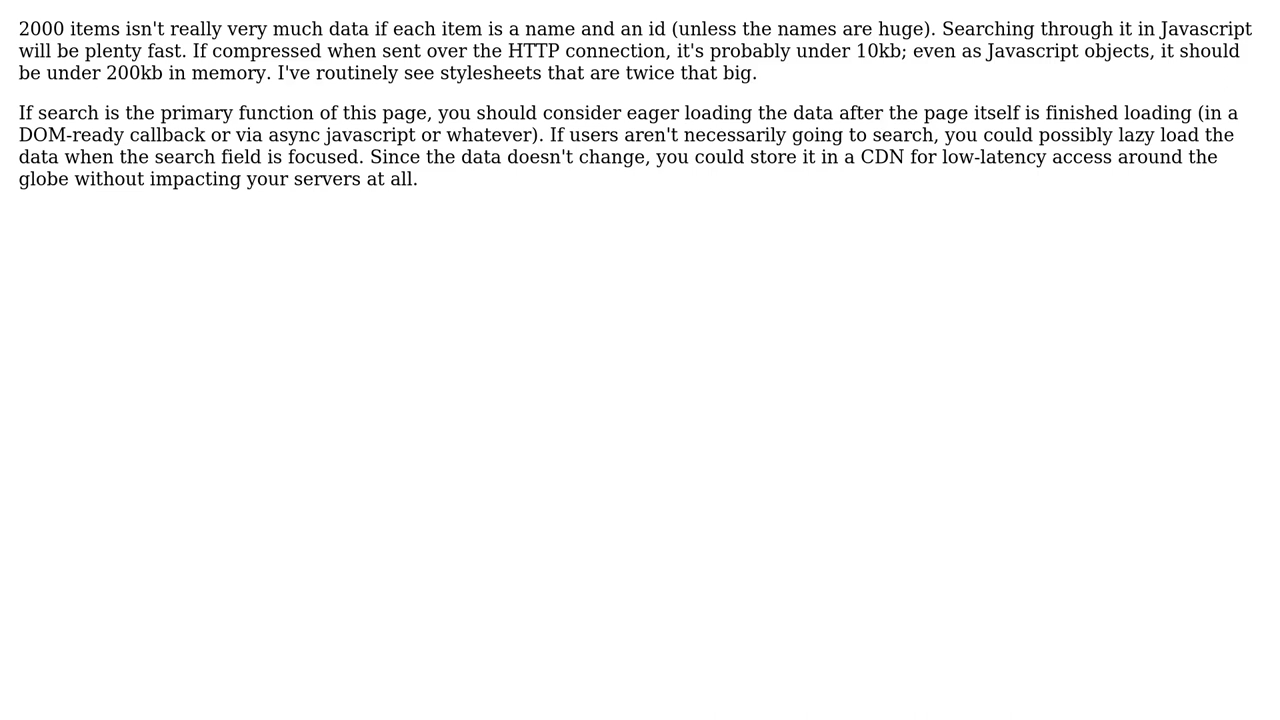 2000 items isn't really very much data if each item is a name and an id (unless the names are huge). Searching through it in Javascript
will be plenty fast. If compressed when sent over the HTTP connection, it's probably under 10kb; even as Javascript objects, it should
be under 200kb in memory. I've routinely see stylesheets that are twice that big.
If search is the primary function of this page, you should consider eager loading the data after the page itself is finished loading (in a
DOM-ready callback or via async javascript or whatever). If users aren't necessarily going to search, you could possibly lazy load the
data when the search field is focused. Since the data doesn't change, you could store it in a CDN for low-latency access around the
globe without impacting your servers at all.